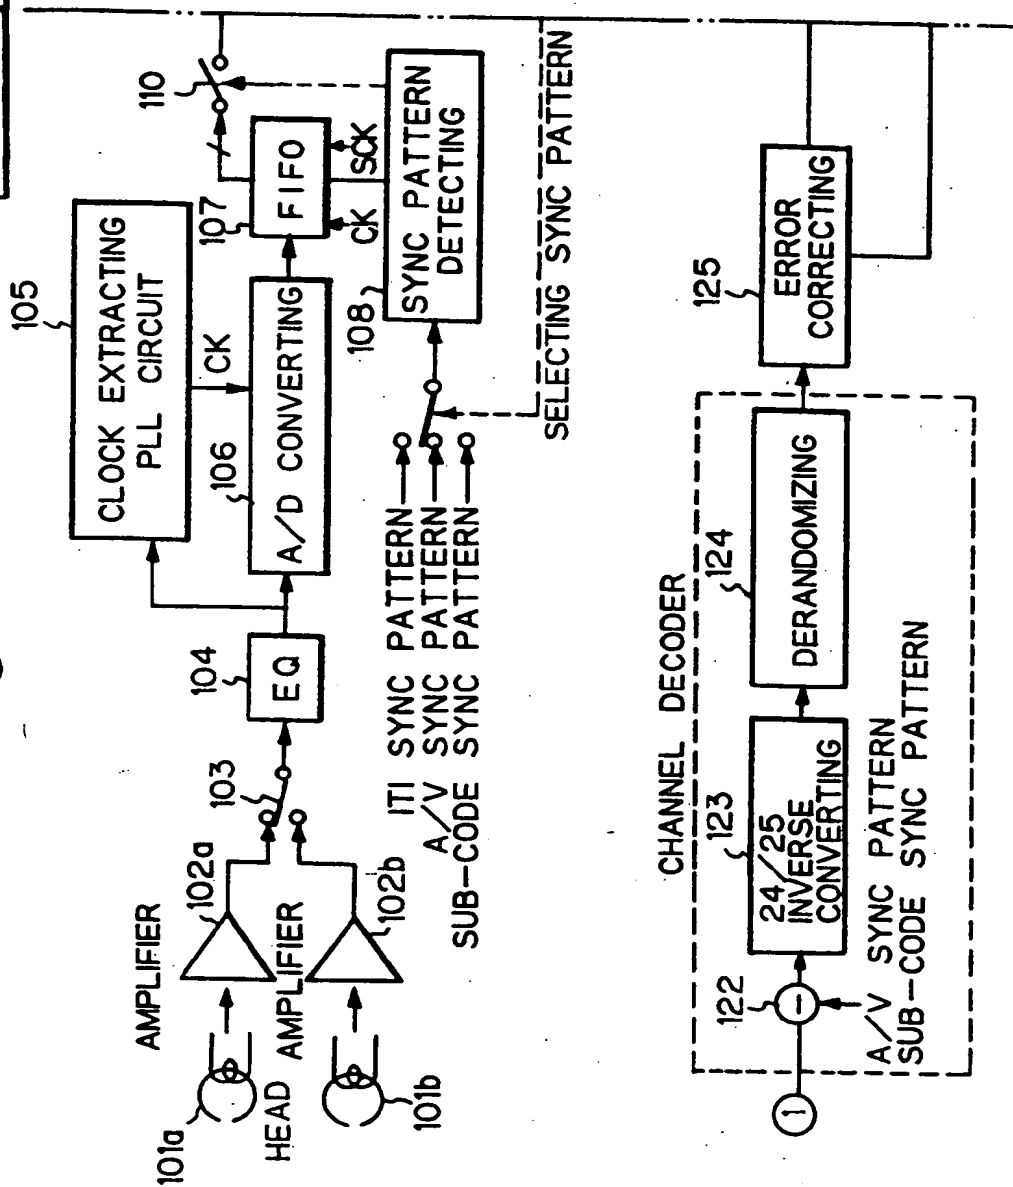 101a
HEAD
101b
AMPLIFIER
102a
AMPLIFIER
102b
103
104
EQ
105
CLOCK EXTRACTING
PLL CIRCUIT
CK
106
A/D CONVERTING
107
FIFO
CK
SCK
110
ITI SYNC PATTERN
A/V SYNC PATTERN
SUB-CODE SYNC PATTERN
108
SYNC PATTERN
DETECTING
SELECTING SYNC PATTERN
CHANNEL DECODER
1
122
A/V SYNC PATTERN
SUB-CODE SYNC PATTERN
123
24/25
INVERSE
CONVERTING
124
DERANDOMIZING
125
ERROR
CORRECTING